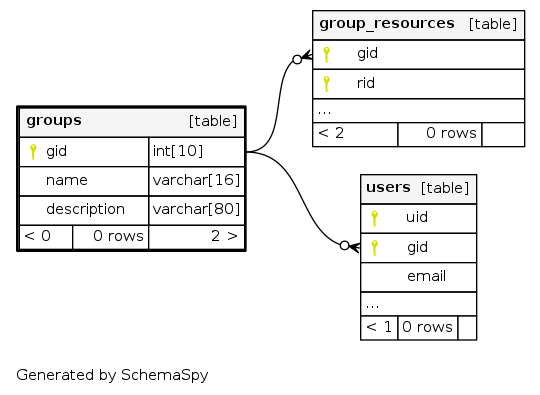 group_resources [table]
gid
rid
...
< 2 0 rows
groups [table]
gid int[10]
name varchar[16]
description varchar[80]
< 0 0 rows 2 >
users [table]
uid
gid
email
...
< 1 0 rows
Generated by SchemaSpy